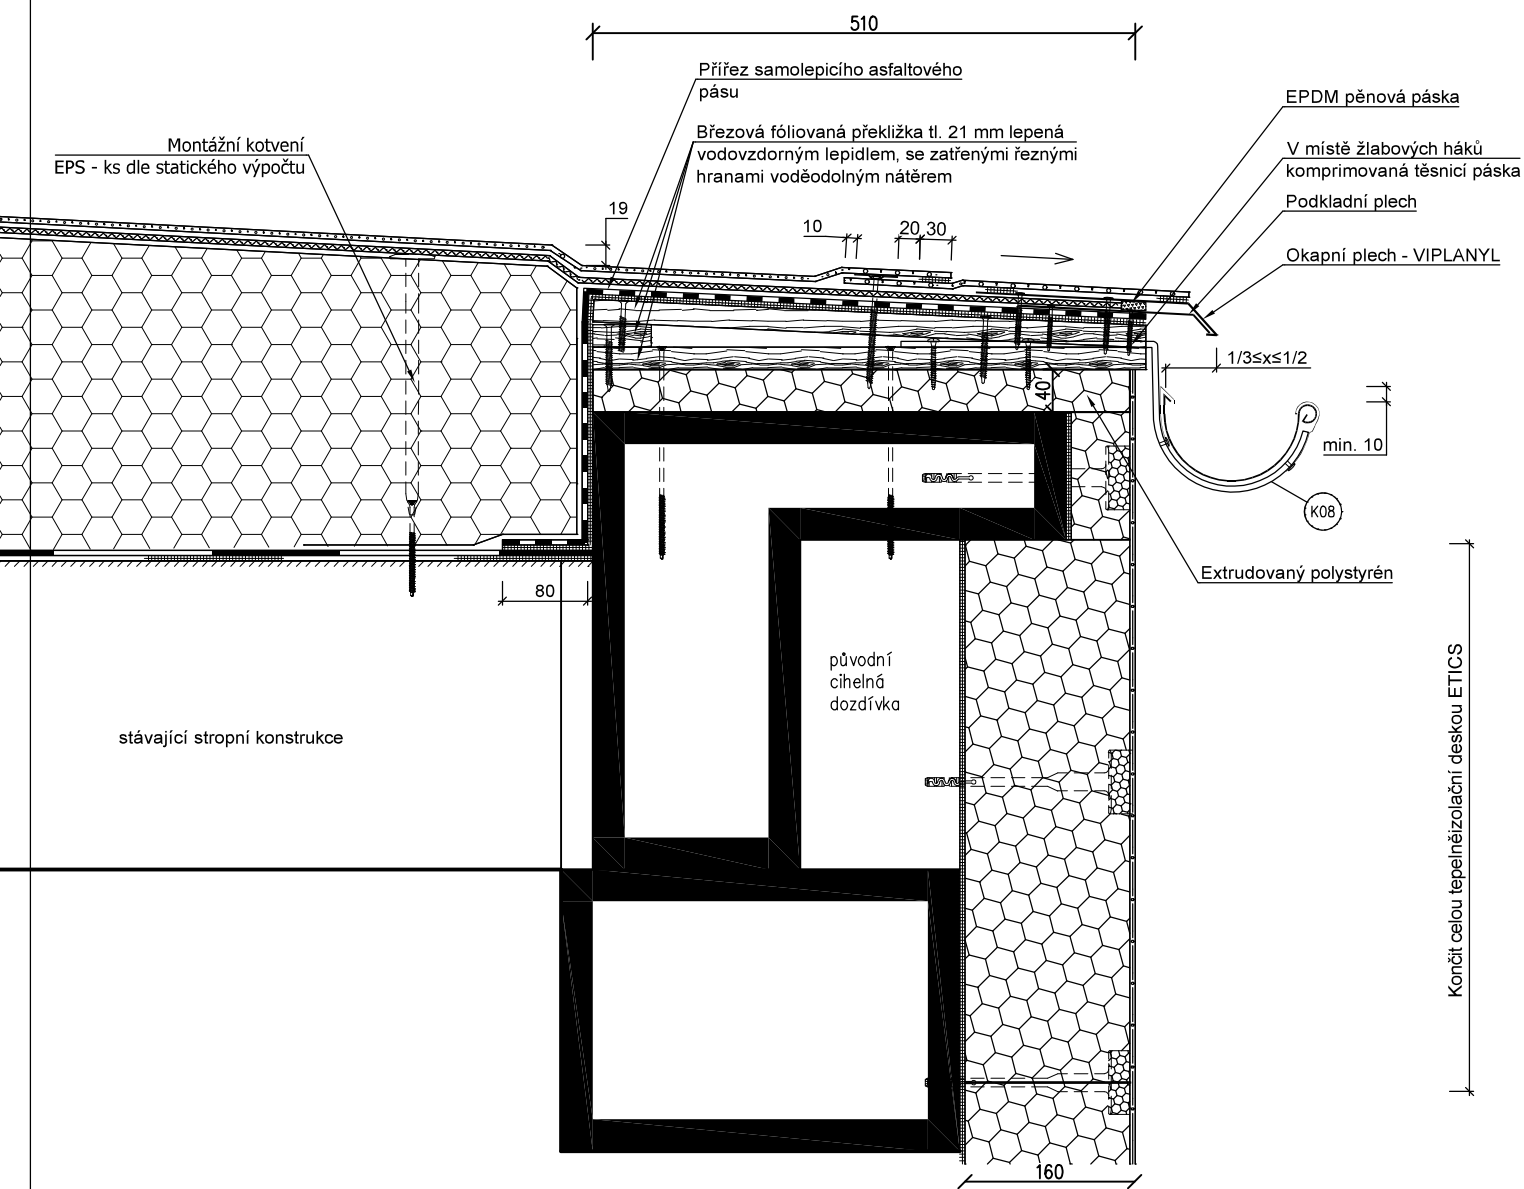 510
Přířez samolepicího asfaltového
pásu
EPDM pěnová páska
Březová fóliovaná překližka tl. 21 mm lepená
vodovzdorným lepidlem, se zatřenými řeznými
hranami voděodolným nátěrem
Montážní kotvení
EPS - ks dle statického výpočtu
V místě žlabových háků
komprimovaná těsnicí páska
Podkladní plech
Okapní plech - VIPLANYL
19
10
20
30
1/3≤x≤1/2
40
min. 10
K08
Extrudovaný polystyrén
80
původní
cihelná
dozdívka
stávající stropní konstrukce
Končit celou tepelněizolační deskou ETICS
160